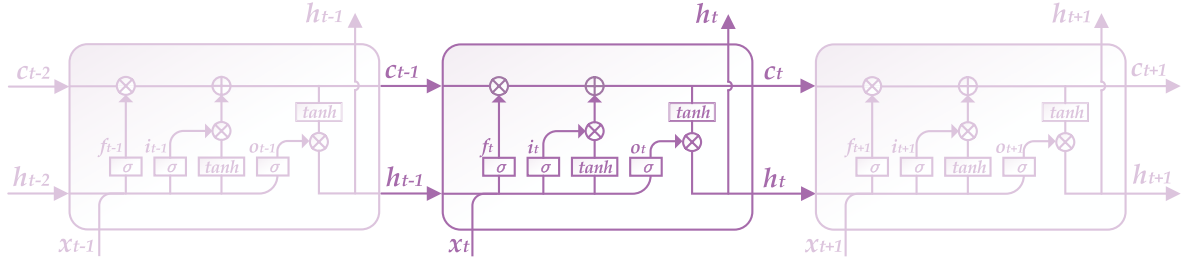 h t-1 h t h t+1
c t-2 c t-1 c t c t+1
tanh tanh tanh
f t-1 i t-1 o t-1 f t i t o t f t+1 i t+1 o t+1
σ σ tanh σ σ σ tanh σ σ σ tanh σ
h t-2 h t-1 h t h t+1
x t-1 x t x t+1